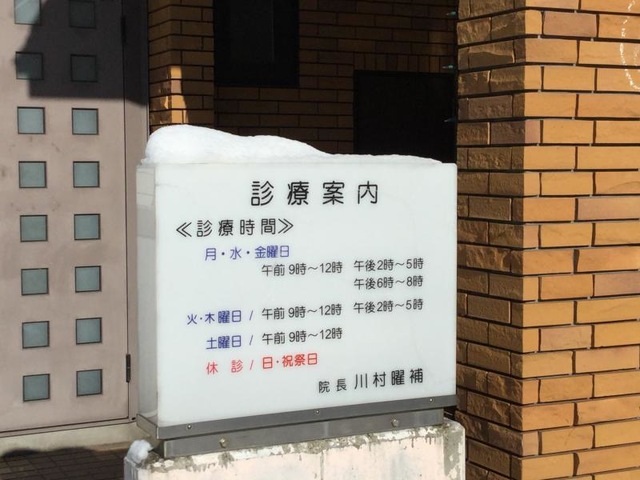 診療案内
≪診療時間≫
月・水・金曜日
午前9時～12時 午後2時～5時
午後6時～8時
火・木曜日 / 午前9時～12時 午後2時～5時
土曜日 / 午前9時～12時
休 診 / 日・祝祭日
院長 川村曜補